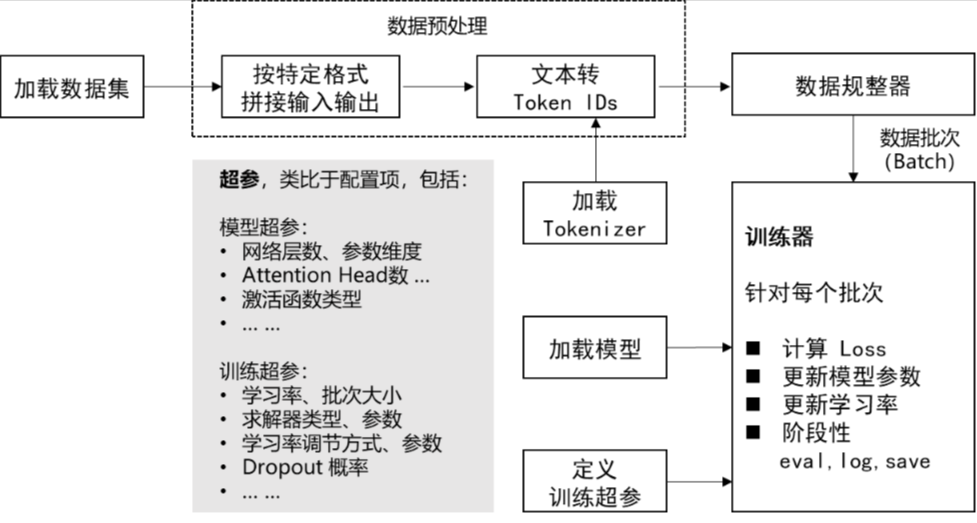 数据预处理
加载数据集
按特定格式
拼接输入输出
文本转
Token IDs
数据规整器
数据批次
(Batch)
加载
Tokenizer
超参，类比于配置项，包括：
模型超参：
• 网络层数、参数维度
• Attention Head数 ...
• 激活函数类型
• ... ...
训练超参：
• 学习率、批次大小
• 求解器类型、参数
• 学习率调节方式、参数
• Dropout 概率
• ... ...
加载模型
定义
训练超参
训练器
针对每个批次
■ 计算 Loss
■ 更新模型参数
■ 更新学习率
■ 阶段性
eval,log,save